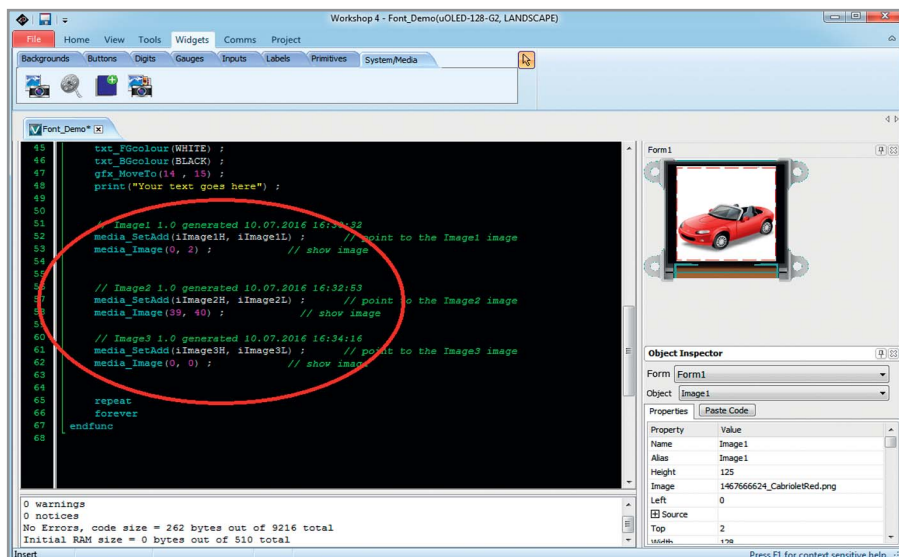 Workshop 4 - Font_Demo(uOLED-128-G2, LANDSCAPE)
File Home View Tools Widgets Comms Project
Backgrounds Buttons Digits Gauges Inputs Labels Primitives System/Media
Font_Demo*
45 txt_FGcolour(WHITE) ;
46 txt_BGcolour(BLACK) ;
47 gfx_MoveTo(14 , 15) ;
48 print("Your text goes here") ;
49
50
51 // Image1 1.0 generated 10.07.2016
52 media_SetAdd(iImage1H, iImage1L) ; // point to the Image1 image
53 media_Image(0, 2) ; // show image
54
55
// Image2 1.0 generated 10.07.2016 16:32:53
57 media_SetAdd(iImage2H, iImage2L) ; // point to the Image2 image
58 media_Image(39, 40) ; // show image
59
60 // Image3 1.0 generated 10.07.2016 16:34:16
61 media_SetAdd(iImage3H, iImage3L) ; // point to the Image3 image
62 media_Image(0, 0) ; // show image
63
64
65 repeat
66 forever
67 endfunc
68
0 warnings
0 notices
No Errors, code size = 262 bytes out of 9216 total
Initial RAM size = 0 bytes out of 510 total
Insert
Form1
Object Inspector
Form Form1
Object Image1
Properties Paste Code
Property Value
Name Image1
Alias Image1
Height 125
Image 1467666624_CabrioletRed.png
Left 0
Source
Top 2
Width 128
Press F1 for context sensitive help